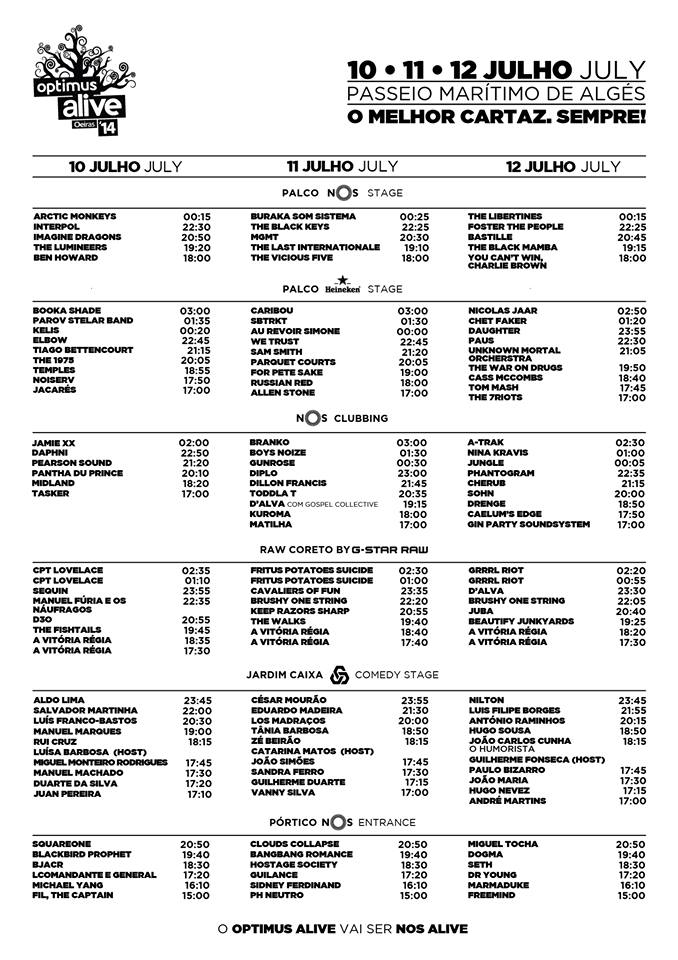 optimus
alive
Oeiras '14
10 • 11 • 12 JULHO JULY
PASSEIO MARÍTIMO DE ALGÉS
O MELHOR CARTAZ. SEMPRE!
10 JULHO JULY 11 JULHO JULY 12 JULHO JULY
PALCO NOS STAGE
ARCTIC MONKEYS 00:15 BURAKA SOM SISTEMA 00:25 THE LIBERTINES 00:15
INTERPOL 22:30 THE BLACK KEYS 22:25 FOSTER THE PEOPLE 22:25
IMAGINE DRAGONS 20:50 MGMT 20:30 BASTILLE 20:45
THE LUMINEERS 19:20 THE LAST INTERNATIONALE 19:10 THE BLACK MAMBA 19:15
BEN HOWARD 18:00 THE VICIOUS FIVE 18:00 YOU CAN'T WIN, 18:00
CHARLIE BROWN
PALCO Heineken STAGE
BOOKA SHADE 03:00 CARIBOU 03:00 NICOLAS JAAR 02:50
PAROV STELAR BAND 01:35 SBTRKT 01:30 CHET FAKER 01:20
KELIS 00:20 AU REVOIR SIMONE 00:00 DAUGHTER 23:55
ELBOW 22:45 WE TRUST 22:45 PAUS 22:30
TIAGO BETTENCOURT 21:15 SAM SMITH 21:20 UNKNOWN MORTAL 21:05
ORCHERSTRA
THE 1975 20:05 PARQUET COURTS 20:05 THE WAR ON DRUGS 19:50
TEMPLES 18:55 FOR PETE SAKE 19:00 CASS MCCOMBS 18:40
NOISERV 17:50 RUSSIAN RED 18:00 TOM MASH 17:45
JACARÉS 17:00 ALLEN STONE 17:00 THE 7RIOTS 17:00
NOS CLUBBING
JAMIE XX 02:00 BRANKO 03:00 A-TRAK 02:30
DAPHNI 22:50 BOYS NOIZE 01:30 NINA KRAVIS 01:00
PEARSON SOUND 21:20 GUNROSE 00:30 JUNGLE 00:05
PANTHA DU PRINCE 20:10 DIPLO 23:00 PHANTOGRAM 22:35
MIDLAND 18:20 DILLON FRANCIS 21:45 CHERUB 21:15
TASKER 17:00 TODDLA T 20:35 SOHN 20:00
D'ALVA COM GOSPEL COLLECTIVE 19:15 DRENGE 18:50
KUROMA 18:00 CAELUM'S EDGE 17:50
MATILHA 17:00 GIN PARTY SOUNDSYSTEM 17:00
RAW CORETO BY G-STAR RAW
CPT LOVELACE 02:35 FRITUS POTATOES SUICIDE 02:30 GRRRL RIOT 02:20
CPT LOVELACE 01:10 FRITUS POTATOES SUICIDE 01:00 GRRRL RIOT 00:55
SEQUIN 23:55 CAVALIERS OF FUN 23:35 D'ALVA 23:30
MANUEL FÚRIA E OS 22:35 BRUSHY ONE STRING 22:20 BRUSHY ONE STRING 22:05
NÁUFRAGOS KEEP RAZORS SHARP 20:55 JUBA 20:40
D3O 20:55 THE WALKS 19:40 BEAUTIFY JUNKYARDS 19:25
THE FISHTAILS 19:45 A VITÓRIA RÉGIA 18:40 A VITÓRIA RÉGIA 18:20
A VITÓRIA RÉGIA 18:35 A VITÓRIA RÉGIA 17:40 A VITÓRIA RÉGIA 17:30
A VITÓRIA RÉGIA 17:30
JARDIM CAIXA COMEDY STAGE
ALDO LIMA 23:45 CÉSAR MOURÃO 23:55 NILTON 23:45
SALVADOR MARTINHA 22:00 EDUARDO MADEIRA 21:30 LUIS FILIPE BORGES 21:55
LUÍS FRANCO-BASTOS 20:30 LOS MADRAÇOS 20:00 ANTÓNIO RAMINHOS 20:15
MANUEL MARQUES 19:00 TÂNIA BARBOSA 18:50 HUGO SOUSA 18:50
RUI CRUZ 18:15 ZÉ BEIRÃO 18:15 JOÃO CARLOS CUNHA 18:15
O HUMORISTA
LUÍSA BARBOSA (HOST) CATARINA MATOS (HOST) GUILHERME FONSECA (HOST)
MIGUEL MONTEIRO RODRIGUES 17:45 JOÃO SIMÕES 17:45 PAULO BIZARRO 17:45
MANUEL MACHADO 17:30 SANDRA FERRO 17:30 JOÃO MARIA 17:30
DUARTE DA SILVA 17:20 GUILHERME DUARTE 17:15 HUGO NEVEZ 17:15
JUAN PEREIRA 17:10 VANNY SILVA 17:00 ANDRÉ MARTINS 17:00
PÓRTICO NOS ENTRANCE
SQUAREONE 20:50 CLOUDS COLLAPSE 20:50 MIGUEL TOCHA 20:50
BLACKBIRD PROPHET 19:40 BANGBANG ROMANCE 19:40 DOGMA 19:40
BJACR 18:30 HOSTAGE SOCIETY 18:30 SETH 18:30
LCOMANDANTE E GENERAL 17:20 GUILANCE 17:20 DR YOUNG 17:20
MICHAEL YANG 16:10 SIDNEY FERDINAND 16:10 MARMADUKE 16:10
FIL, THE CAPTAIN 15:00 PH NEUTRO 15:00 FREEMIND 15:00
O OPTIMUS ALIVE VAI SER NOS ALIVE